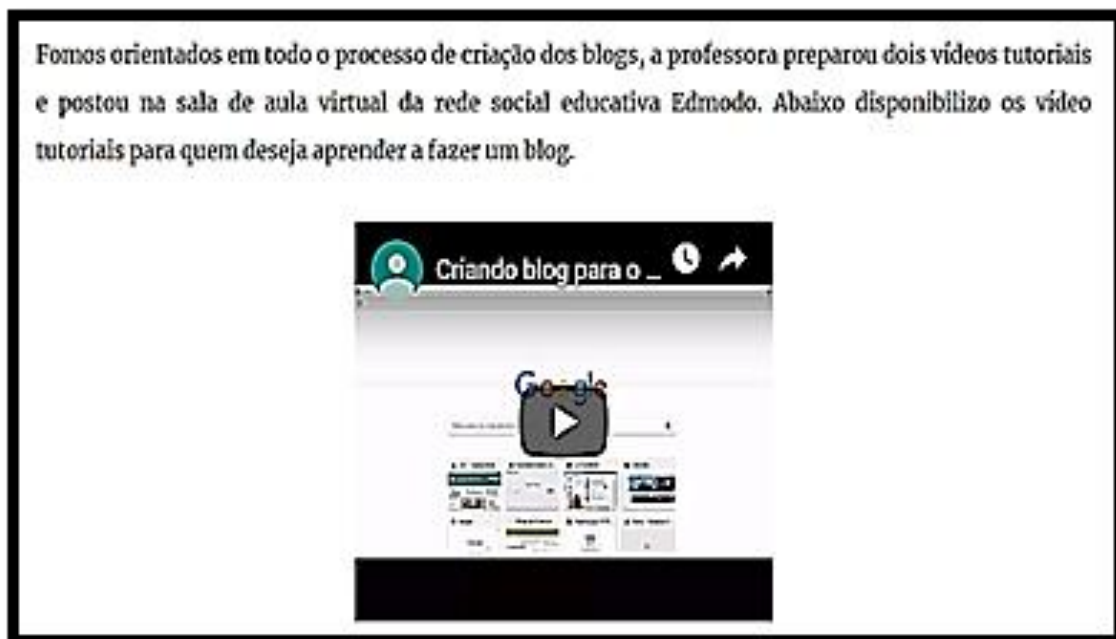 Fomos orientados em todo o processo de criação dos blogs, a professora preparou dois vídeos tutoriais
e postou na sala de aula virtual da rede social educativa Edmodo. Abaixo disponibilizo os vídeo
tutoriais para quem deseja aprender a fazer um blog.
Criando blog para o ...
Google